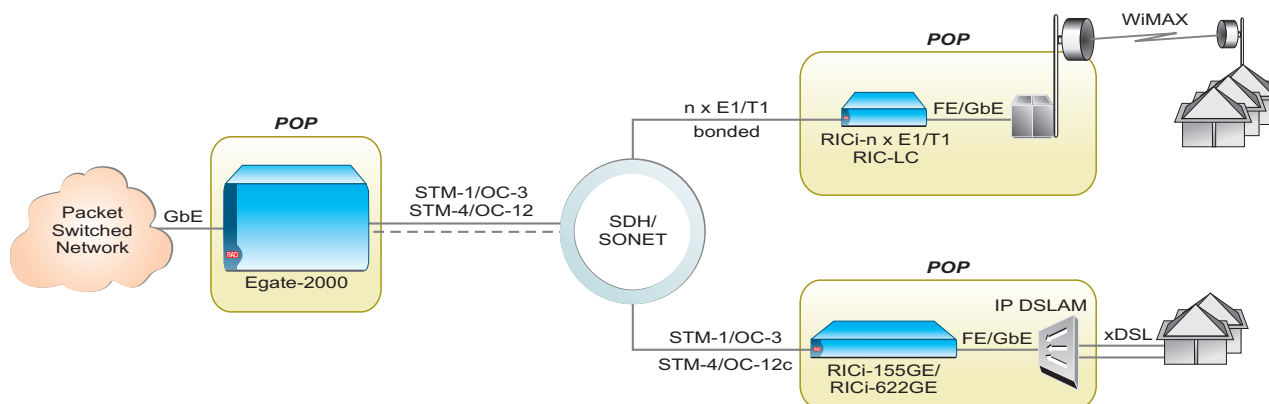 POP
Packet
Switched
Network
GbE
RAD
Egate-2000
STM-1/OC-3
STM-4/OC-12
SDH/
SONET
n x E1/T1
bonded
POP
RICi-n x E1/T1
RIC-LC
FE/GbE
WiMAX
STM-1/OC-3
STM-4/OC-12c
POP
RICi-155GE/
RICi-622GE
FE/GbE
IP DSLAM
xDSL